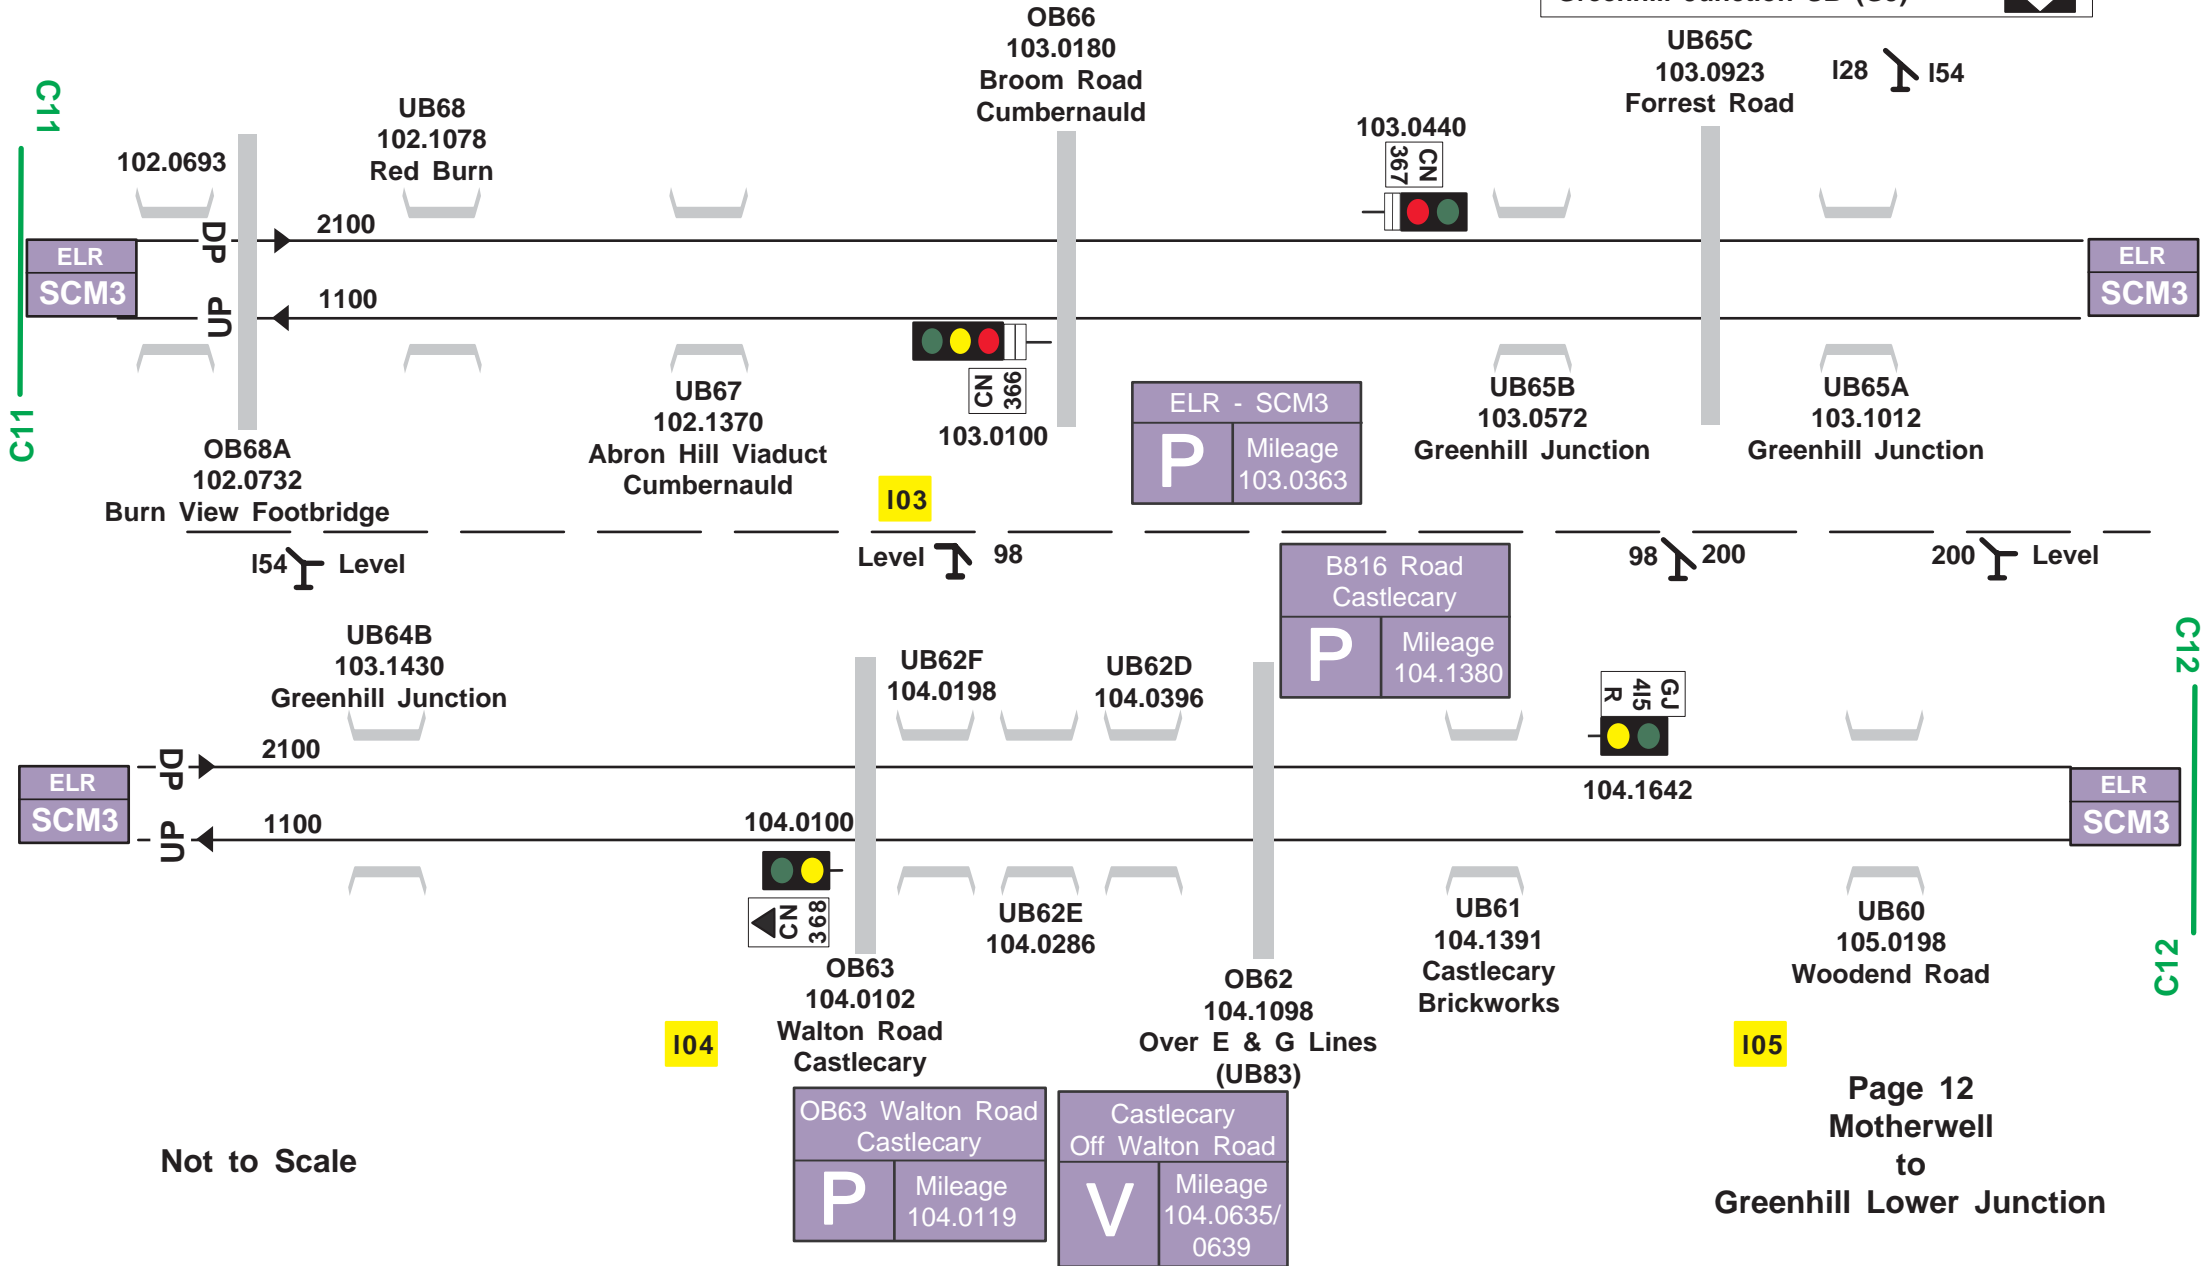 OB66
103.0180
Broom Road
Cumbernauld
UB65C
103.0923
Forrest Road
I28 I54
C11
UB68
102.1078
Red Burn
102.0693
103.0440
CN
367
DP
2100
ELR
SCM3
UP
1100
ELR
SCM3
CN
366
103.0100
UB67
102.1370
Abron Hill Viaduct
Cumbernauld
ELR - SCM3
P
Mileage
103.0363
UB65B
103.0572
Greenhill Junction
UB65A
103.1012
Greenhill Junction
C11
OB68A
102.0732
Burn View Footbridge
I03
I54 Level
Level 98
98 200
200 Level
B816 Road
Castlecary
P
Mileage
104.1380
UB64B
103.1430
Greenhill Junction
UB62F
104.0198
UB62D
104.0396
GJ
4I5
R
C12
DP
2100
ELR
SCM3
UP
1100
104.0100
104.1642
ELR
SCM3
CN
368
UB62E
104.0286
UB61
104.1391
Castlecary
Brickworks
UB60
105.0198
Woodend Road
C12
OB63
104.0102
Walton Road
Castlecary
OB62
104.1098
Over E & G Lines
(UB83)
I04
I05
OB63 Walton Road
Castlecary
P
Mileage
104.0119
Castlecary
Off Walton Road
V
Mileage
104.0635/
0639
Not to Scale
Page 12
Motherwell
to
Greenhill Lower Junction